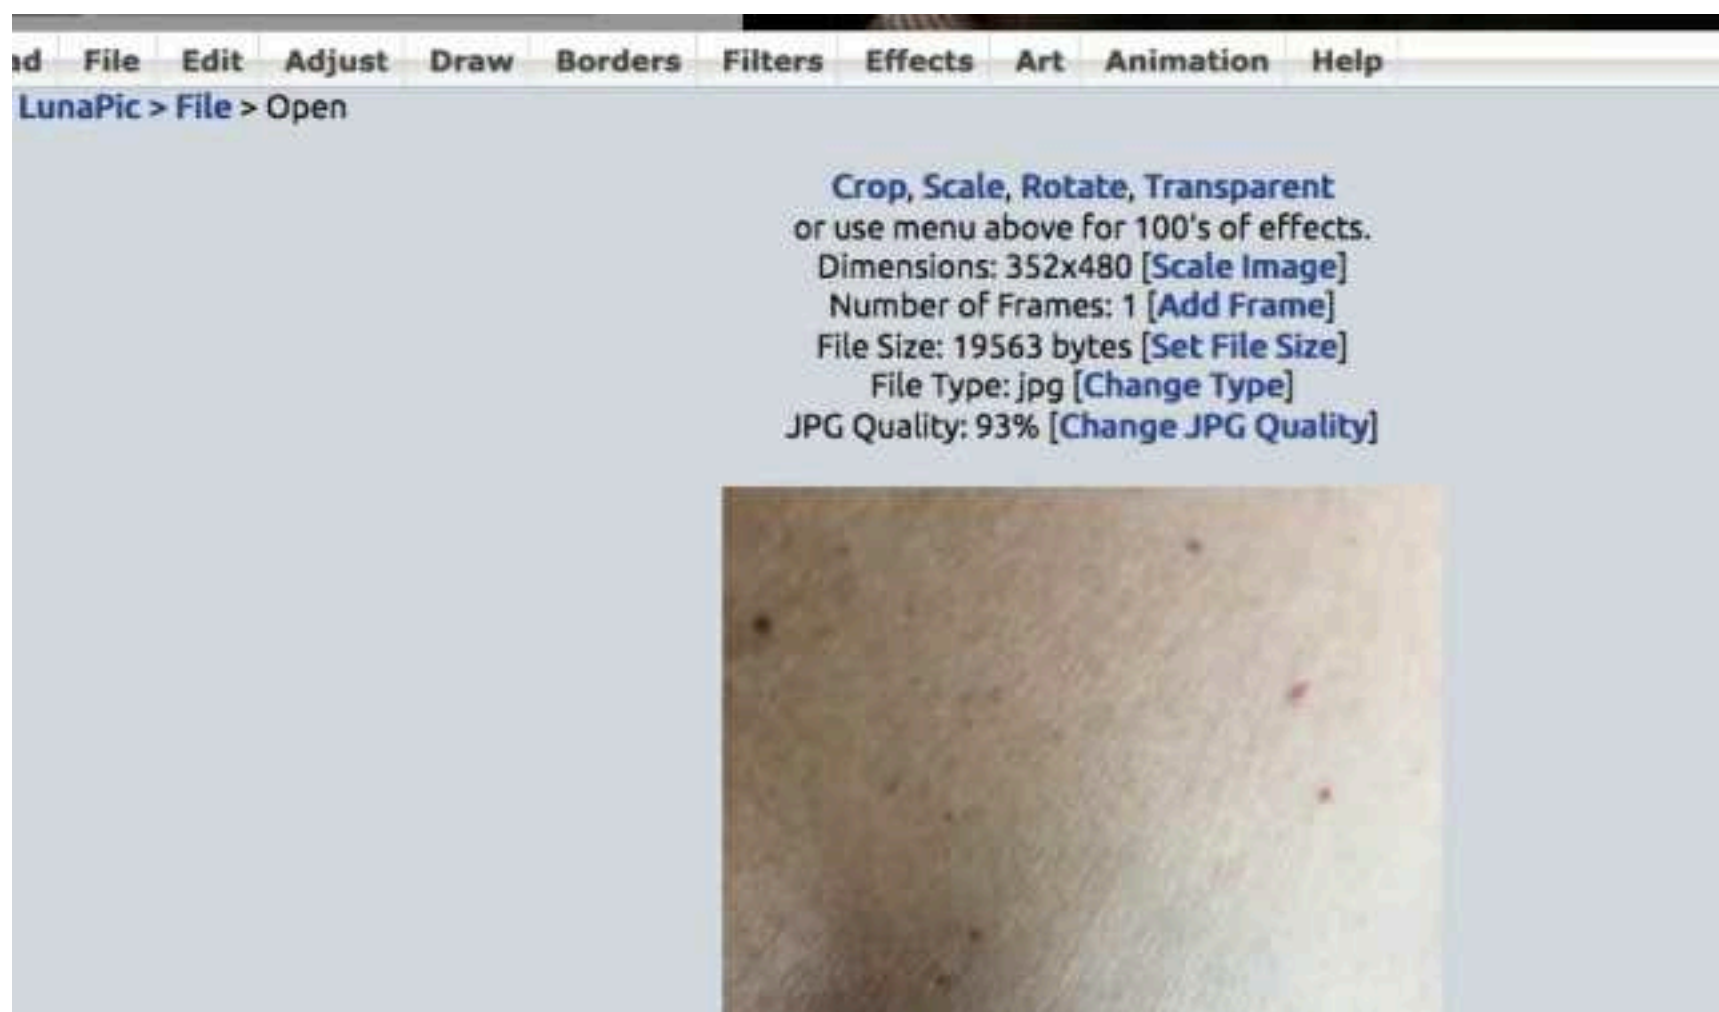 File Edit Adjust Draw Borders Filters Effects Art Animation Help
LunaPic > File > Open
Crop, Scale, Rotate, Transparent
or use menu above for 100's of effects.
Dimensions: 352x480 [Scale Image]
Number of Frames: 1 [Add Frame]
File Size: 19563 bytes [Set File Size]
File Type: jpg [Change Type]
JPG Quality: 93% [Change JPG Quality]